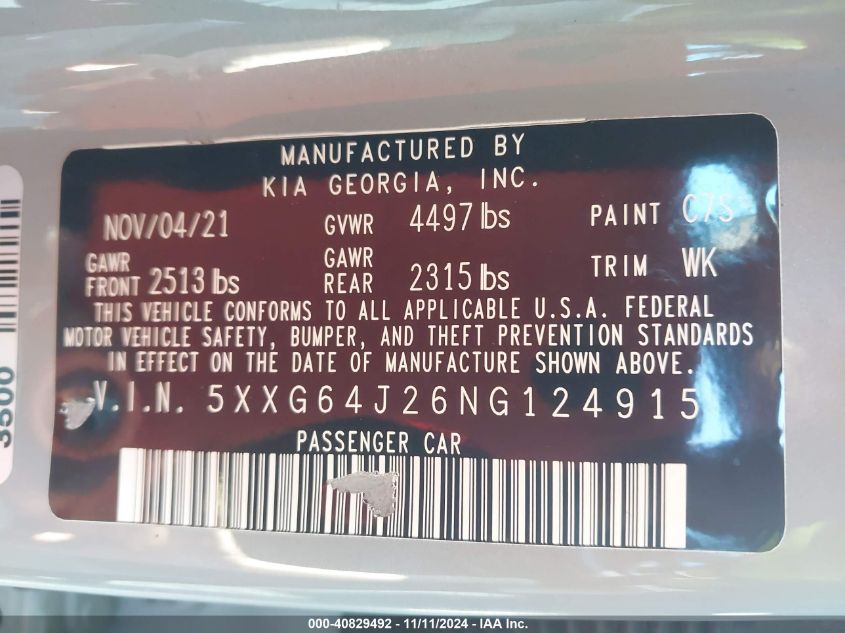 MANUFACTURED BY
KIA GEORGIA, INC.
NOV/04/21 GVWR 4497 lbs PAINT C7S
GAWR FRONT 2513 lbs GAWR REAR 2315 lbs TRIM WK
THIS VEHICLE CONFORMS TO ALL APPLICABLE U.S.A. FEDERAL
MOTOR VEHICLE SAFETY, BUMPER, AND THEFT PREVENTION STANDARDS
IN EFFECT ON THE DATE OF MANUFACTURE SHOWN ABOVE.
V.I.N. 5XXG64J26NG124915
PASSENGER CAR
3500
000-40829492 - 11/11/2024 - IAA Inc.